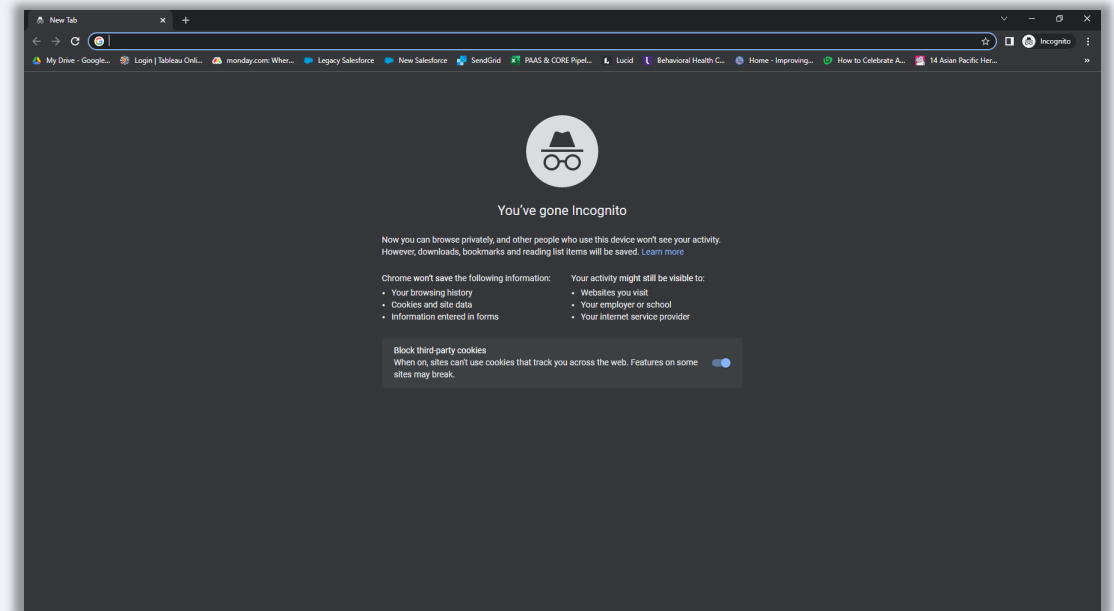 New Tab
Incognito
My Drive - Google... Login | Tableau Onli... monday.com: Wher... Legacy Salesforce New Salesforce SendGrid PAAS & CORE Pipel... Lucid Behavioral Health C... Home - Improving... How to Celebrate A... 14 Asian Pacific Her... »
You've gone Incognito
Now you can browse privately, and other people who use this device won't see your activity.
However, downloads, bookmarks and reading list items will be saved. Learn more
Chrome won't save the following information:
• Your browsing history
• Cookies and site data
• Information entered in forms
Your activity might still be visible to:
• Websites you visit
• Your employer or school
• Your internet service provider
Block third-party cookies
When on, sites can't use cookies that track you across the web. Features on some
sites may break.